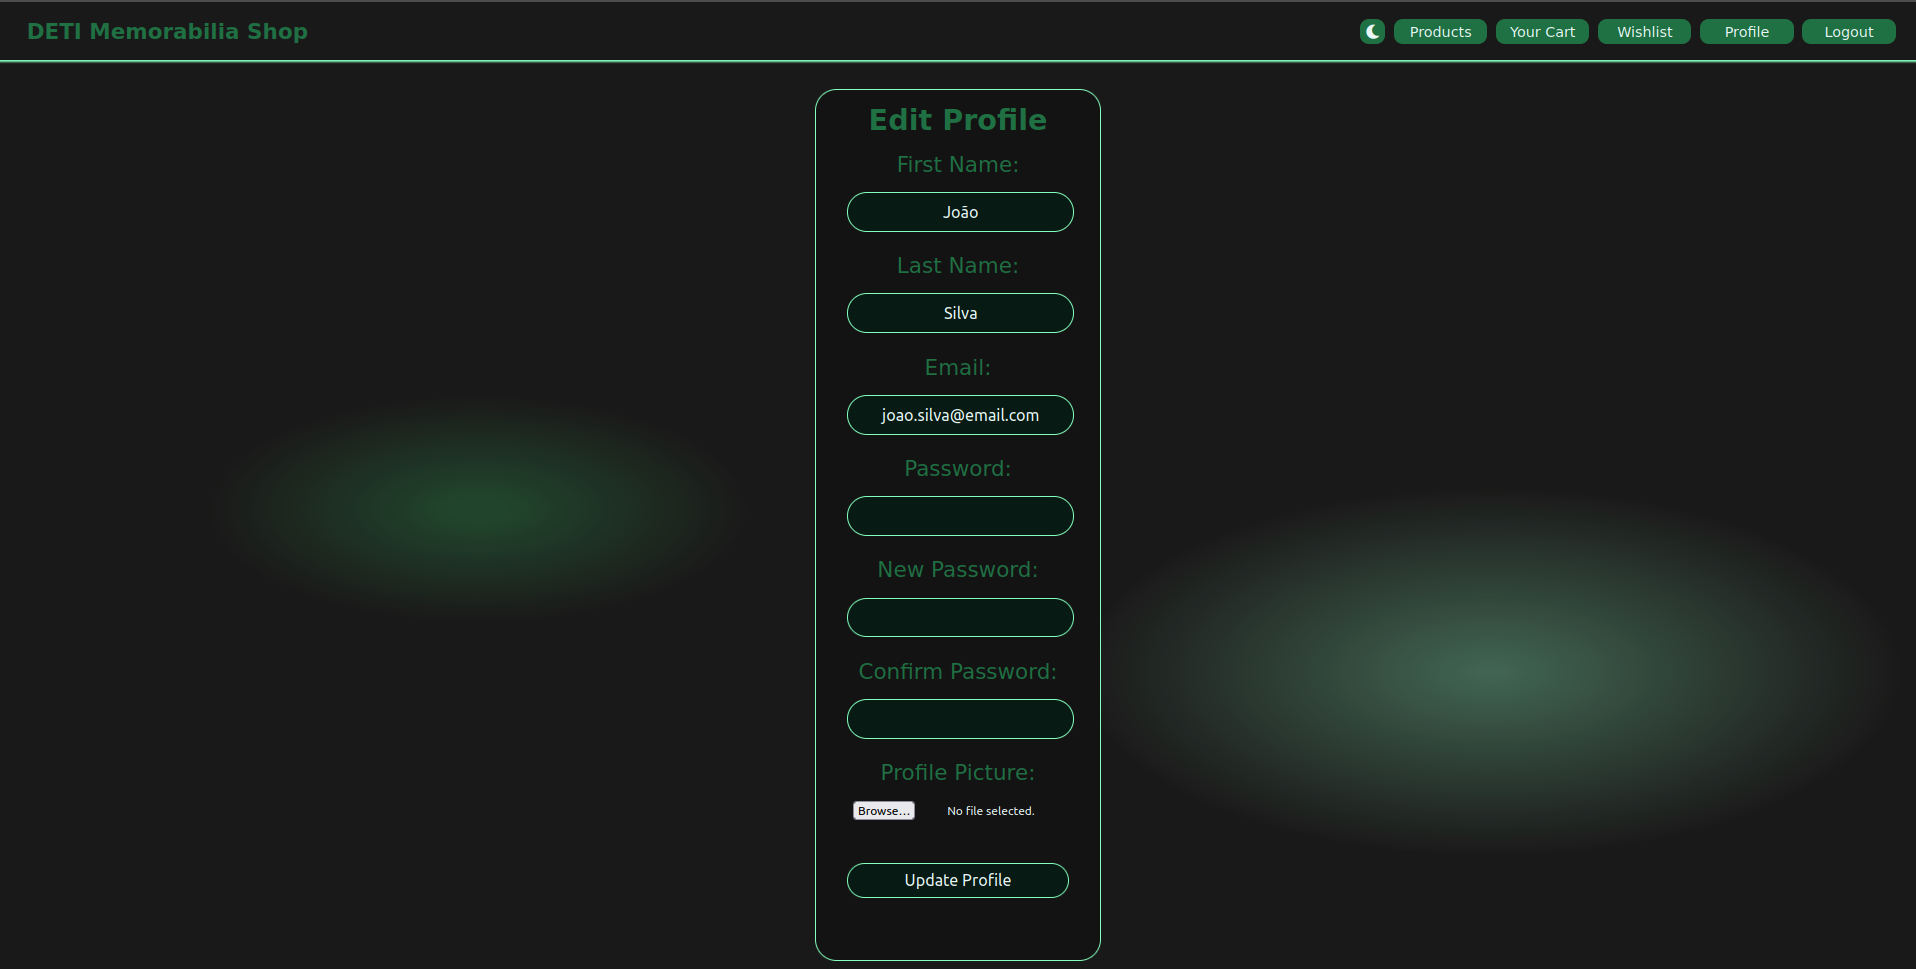 DETI Memorabilia Shop
Products
Your Cart
Wishlist
Profile
Logout
Edit Profile
First Name:
João
Last Name:
Silva
Email:
joao.silva@email.com
Password:
New Password:
Confirm Password:
Profile Picture:
Browse... No file selected.
Update Profile